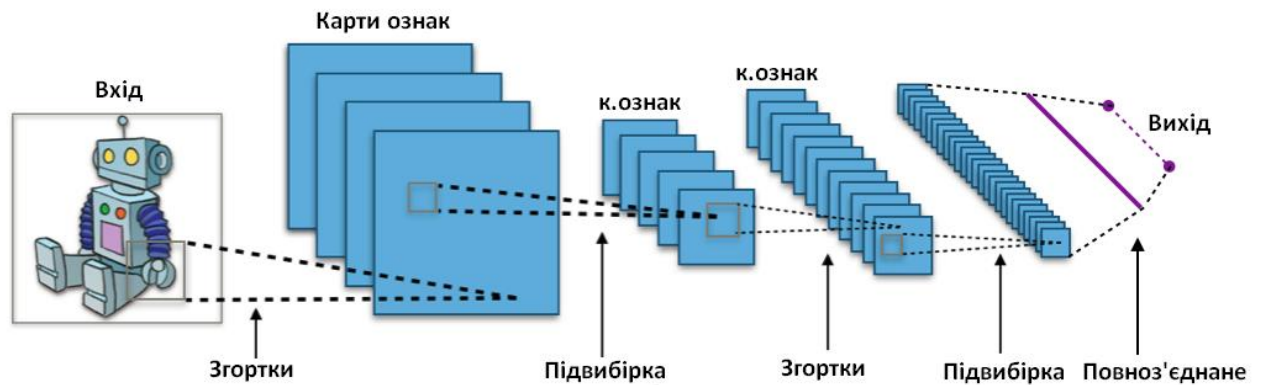 Карти ознак
Вхід
к.ознак
к.ознак
Вихід
Згортки
Підвибірка
Згортки
Підвибірка
Повноз'єднане